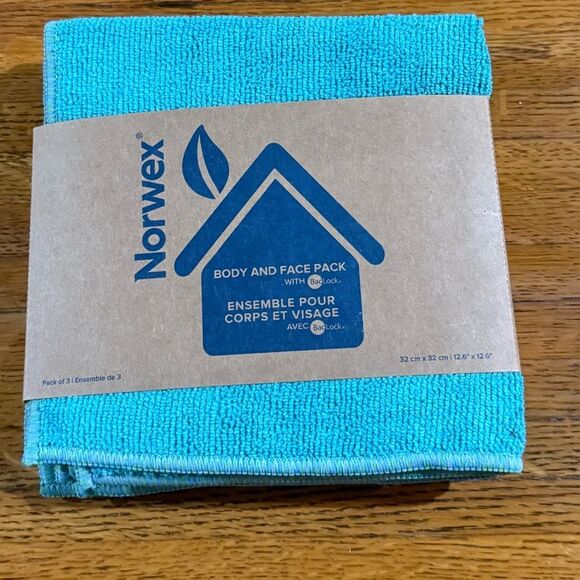 Norwex®
BODY AND FACE PACK
WITH BacLock®
ENSEMBLE POUR
CORPS ET VISAGE
AVEC BacLock®
Pack of 3 | Ensemble de 3
32 cm x 32 cm | 12.6" x 12.6"